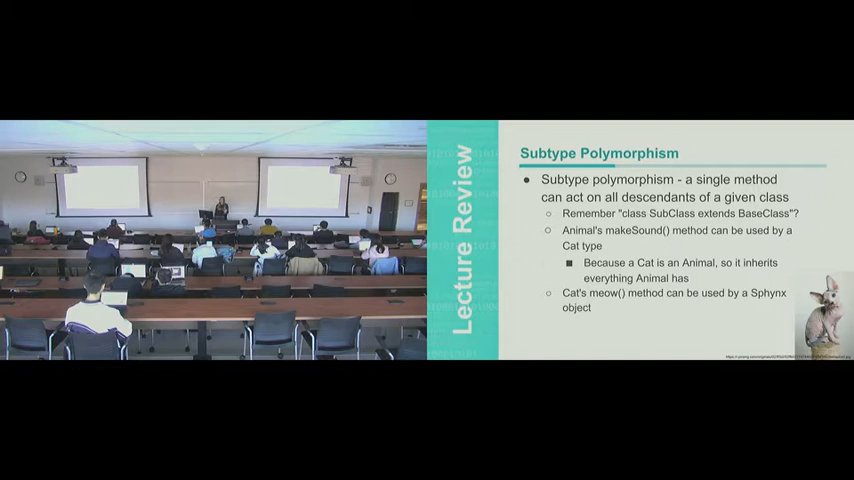 Lecture Review
Subtype Polymorphism
● Subtype polymorphism - a single method
can act on all descendants of a given class
○ Remember "class SubClass extends BaseClass"?
○ Animal's makeSound() method can be used by a
Cat type
■ Because a Cat is an Animal, so it inherits
everything Animal has
○ Cat's meow() method can be used by a Sphynx
object